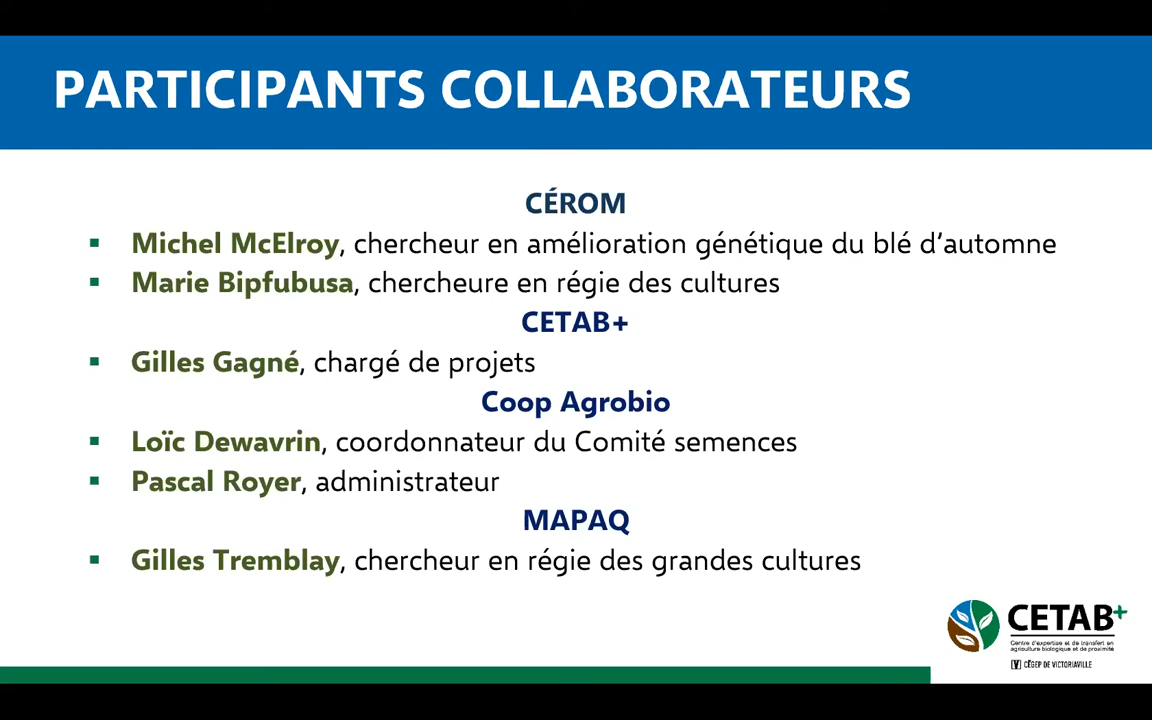 PARTICIPANTS COLLABORATEURS
CÉROM
▪ Michel McElroy, chercheur en amélioration génétique du blé d’automne
▪ Marie Bipfubusa, chercheure en régie des cultures
CETAB+
▪ Gilles Gagné, chargé de projets
Coop Agrobio
▪ Loïc Dewavrin, coordonnateur du Comité semences
▪ Pascal Royer, administrateur
MAPAQ
▪ Gilles Tremblay, chercheur en régie des grandes cultures
CETAB+
Centre d'expertise et de transfert en
agriculture biologique et de proximité
CÉGEP DE VICTORIAVILLE